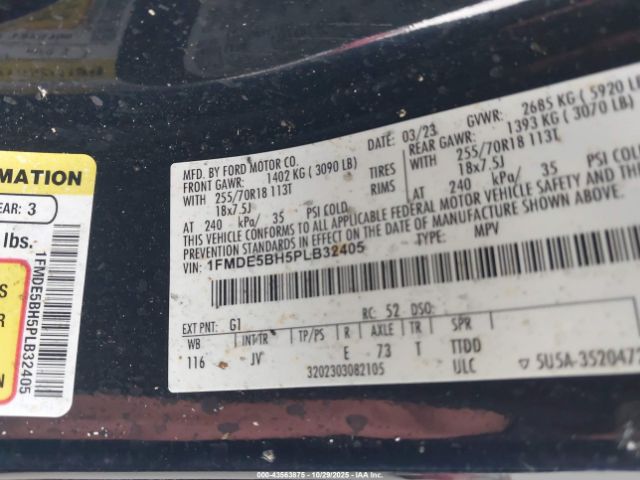 MATION
EAR: 3
lbs.
S
R
N
1FMDE5BH5PLB32405
MFD. BY FORD MOTOR CO.
DATE: 03/23 GVWR: 2685 KG ( 5920 LB
FRONT GAWR: 1402 KG ( 3090 LB) REAR GAWR: 1393 KG ( 3070 LB)
WITH 255/70R18 113T TIRES WITH 255/70R18 113T
18x7.5J RIMS 18x7.5J
AT 240 kPa/ 35 PSI COLD AT 240 kPa/ 35 PSI COLD
THIS VEHICLE CONFORMS TO ALL APPLICABLE FEDERAL MOTOR VEHICLE SAFETY AND THE
PREVENTION STANDARDS IN EFFECT ON THE DATE OF MANUFACTURE SHOWN ABOVE.
VIN: 1FMDE5BH5PLB32405 TYPE: MPV
EXT PNT: G1 RC: 52 DSO:
WB INT TR TP/PS R AXLE TR SPR
116 JV E 73 T TTDD
3202303082105 ULC
5U5A-3520472
000-43563875 - 10/29/2025 - IAA Inc.